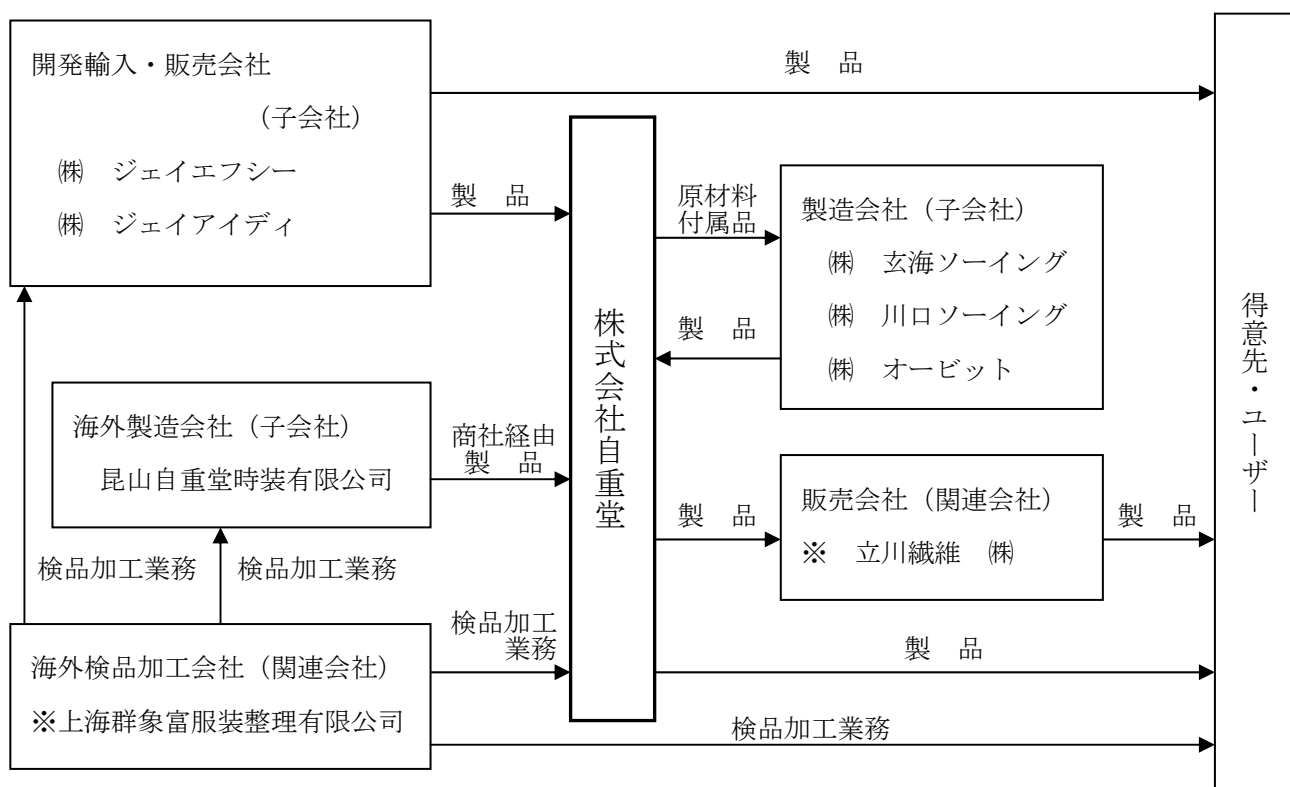 開発輸入・販売会社
(子会社)
㈱ ジェイエフシー
㈱ ジェイアイディ
製 品
製 品
海外製造会社(子会社)
昆山自重堂時装有限公司
商社経由
製 品
検品加工業務
検品加工業務
海外検品加工会社(関連会社)
※上海群象富服装整理有限公司
検品加工
業務
検品加工業務
株式会社自重堂
原材料
付属品
製造会社(子会社)
㈱ 玄海ソーイング
㈱ 川口ソーイング
㈱ オービット
製 品
製 品
販売会社(関連会社)
※ 立川繊維 ㈱
製 品
製 品
得意先・ユーザー